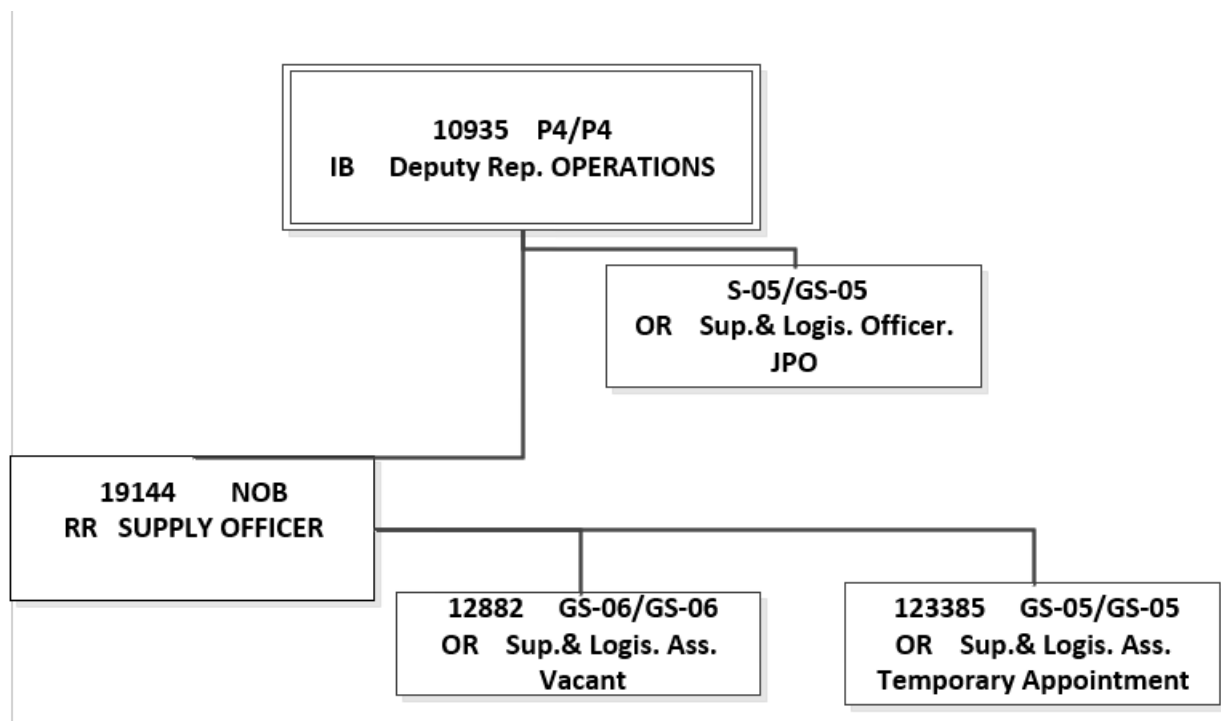 10935 P4/P4
IB Deputy Rep. OPERATIONS
S-05/GS-05
OR Sup.& Logis. Officer.
JPO
19144 NOB
RR SUPPLY OFFICER
12882 GS-06/GS-06
OR Sup.& Logis. Ass.
Vacant
123385 GS-05/GS-05
OR Sup.& Logis. Ass.
Temporary Appointment